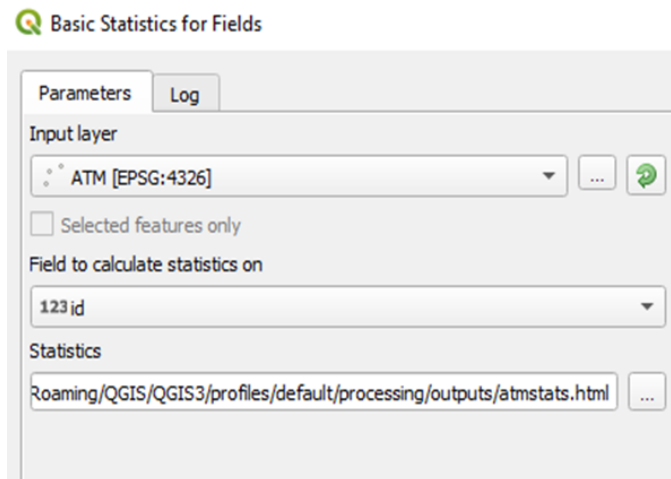 Basic Statistics for Fields
Parameters Log
Input layer
ATM [EPSG:4326] ...
Selected features only
Field to calculate statistics on
123 id
Statistics
Roaming/QGIS/QGIS3/profiles/default/processing/outputs/atmstats.html ...